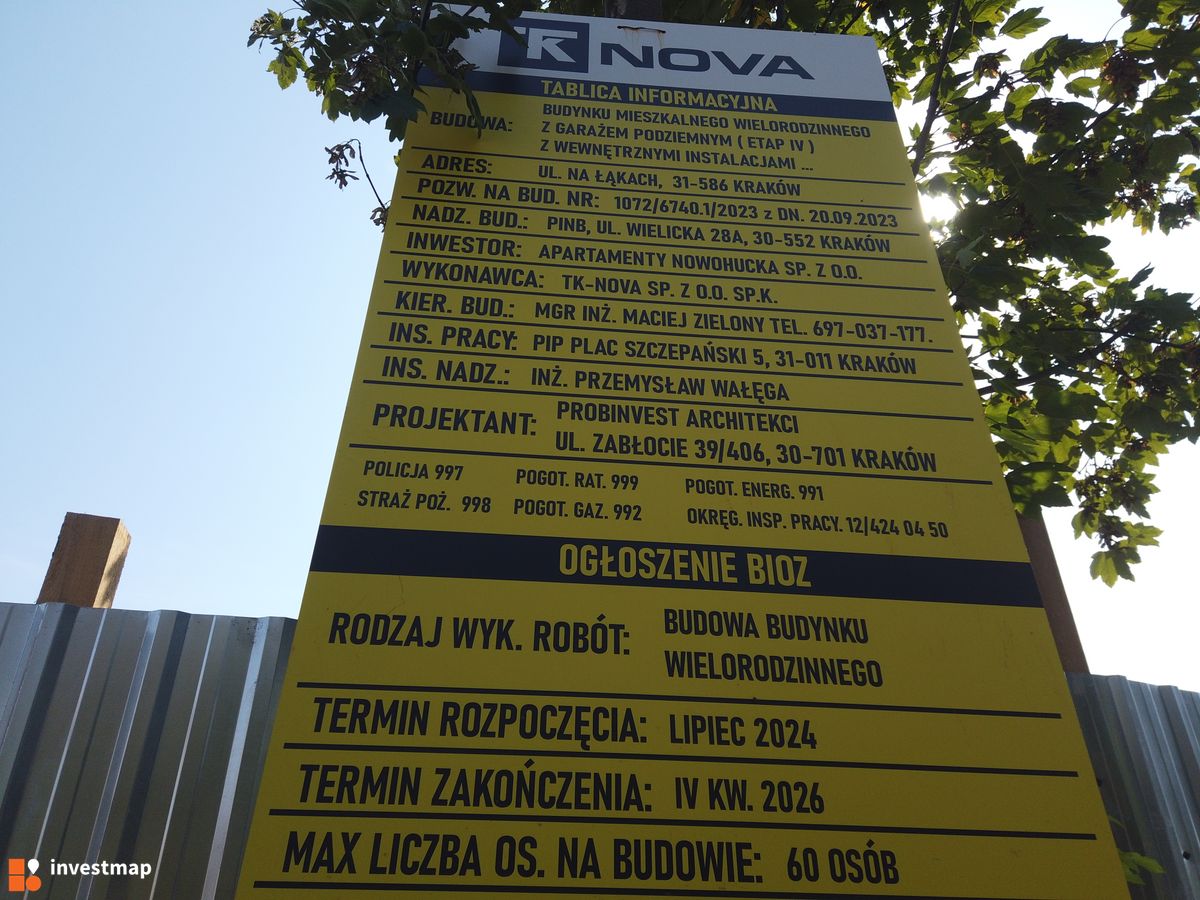 TK NOVA
TABLICA INFORMACYJNA
BUDOWA: BUDYNKU MIESZKALNEGO WIELORODZINNEGO
Z GARAŻEM PODZIEMNYM ( ETAP IV )
Z WEWNĘTRZNYMI INSTALACJAMI ...
ADRES: UL. NA ŁĄKACH, 31-586 KRAKÓW
POZW. NA BUD. NR: 1072/6740.1/2023 z DN. 20.09.2023
NADZ. BUD.: PINB, UL. WIELICKA 28A, 30-552 KRAKÓW
INWESTOR: APARTAMENTY NOWOHUCKA SP. Z O.O.
WYKONAWCA: TK-NOVA SP. Z O.O. SP.K.
KIER. BUD.: MGR INŻ. MACIEJ ZIELONY TEL. 697-037-177.
INS. PRACY: PIP PLAC SZCZEPAŃSKI 5, 31-011 KRAKÓW
INS. NADZ.: INŻ. PRZEMYSŁAW WAŁĘGA
PROJEKTANT: PROBINVEST ARCHITEKCI
UL. ZABŁOCIE 39/406, 30-701 KRAKÓW
POLICJA 997 POGOT. RAT. 999 POGOT. ENERG. 991
STRAŻ POŻ. 998 POGOT. GAZ. 992 OKRĘG. INSP. PRACY. 12/424 04 50
OGŁOSZENIE BIOZ
RODZAJ WYK. ROBÓT: BUDOWA BUDYNKU
WIELORODZINNEGO
TERMIN ROZPOCZĘCIA: LIPIEC 2024
TERMIN ZAKOŃCZENIA: IV KW. 2026
MAX LICZBA OS. NA BUDOWIE: 60 OSÓB
investmap